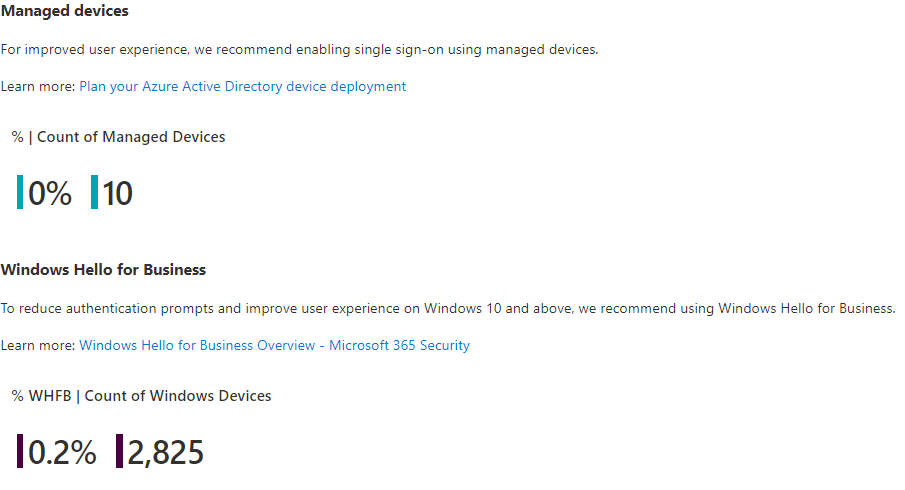 Managed devices
For improved user experience, we recommend enabling single sign-on using managed devices.
Learn more: Plan your Azure Active Directory device deployment
% | Count of Managed Devices
0% 10
Windows Hello for Business
To reduce authentication prompts and improve user experience on Windows 10 and above, we recommend using Windows Hello for Business.
Learn more: Windows Hello for Business Overview - Microsoft 365 Security
% WHFB | Count of Windows Devices
0.2% 2,825